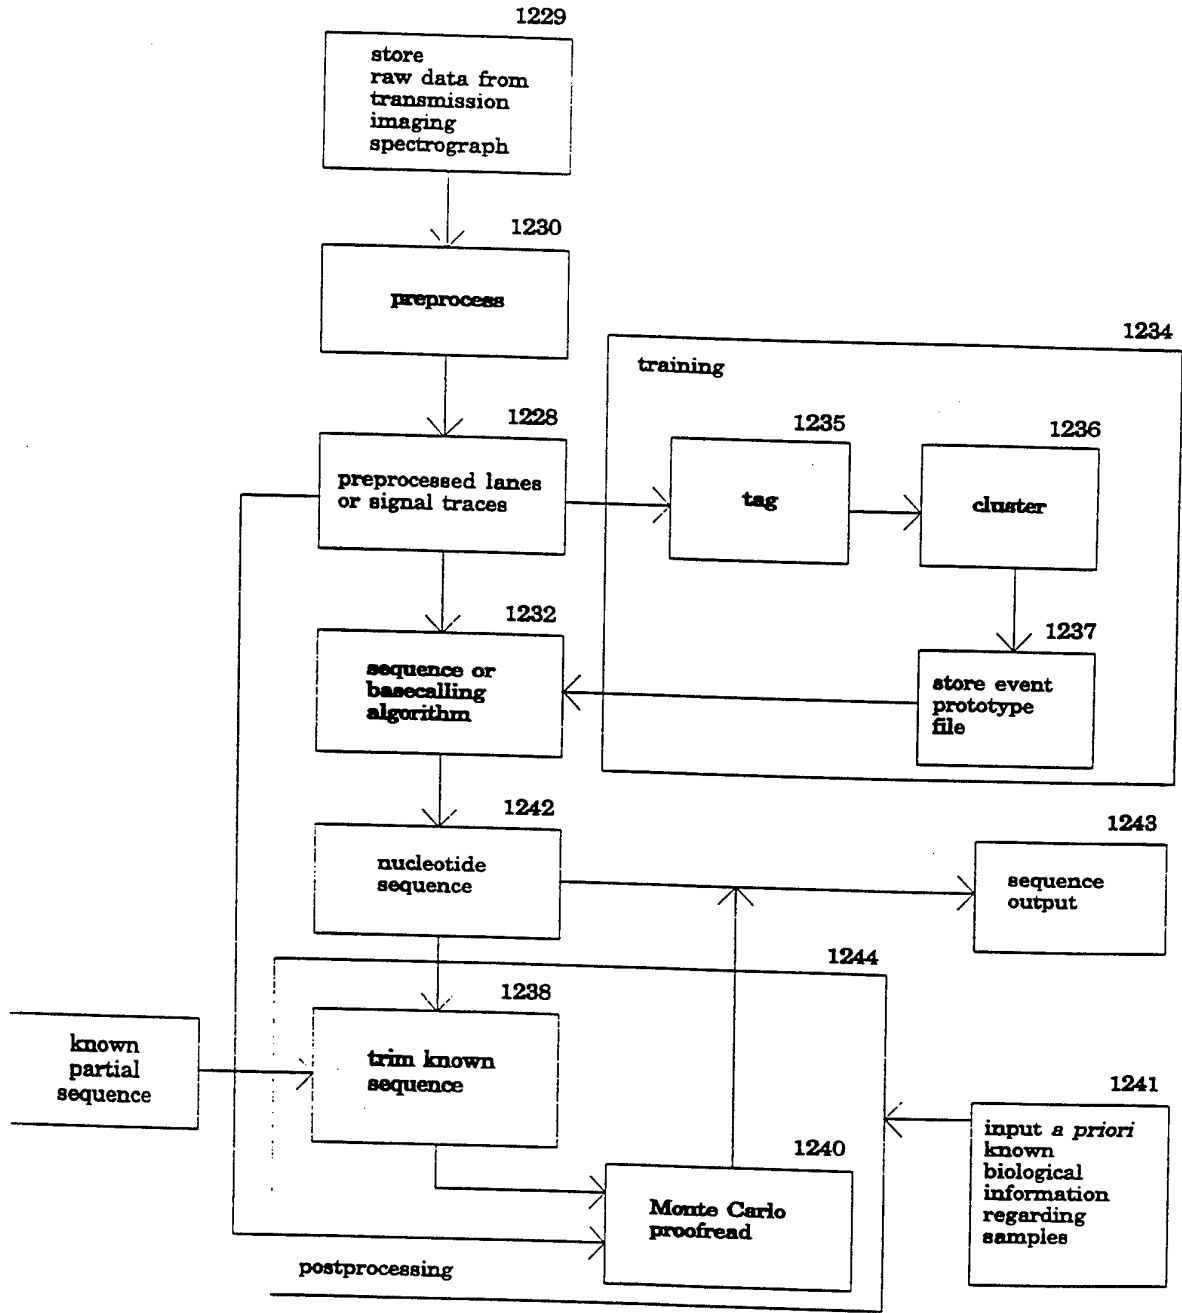 1229
store
raw data from
transmission
imaging
spectrograph
1230
preprocess
1234
training
1228
preprocessed lanes
or signal traces
1235
tag
1236
cluster
1232
sequence or
basecalling
algorithm
1237
store event
prototype
file
1242
nucleotide
sequence
1243
sequence
output
1244
1238
trim known
sequence
known
partial
sequence
1241
input a priori
known
biological
information
regarding
samples
1240
Monte Carlo
proofread
postprocessing